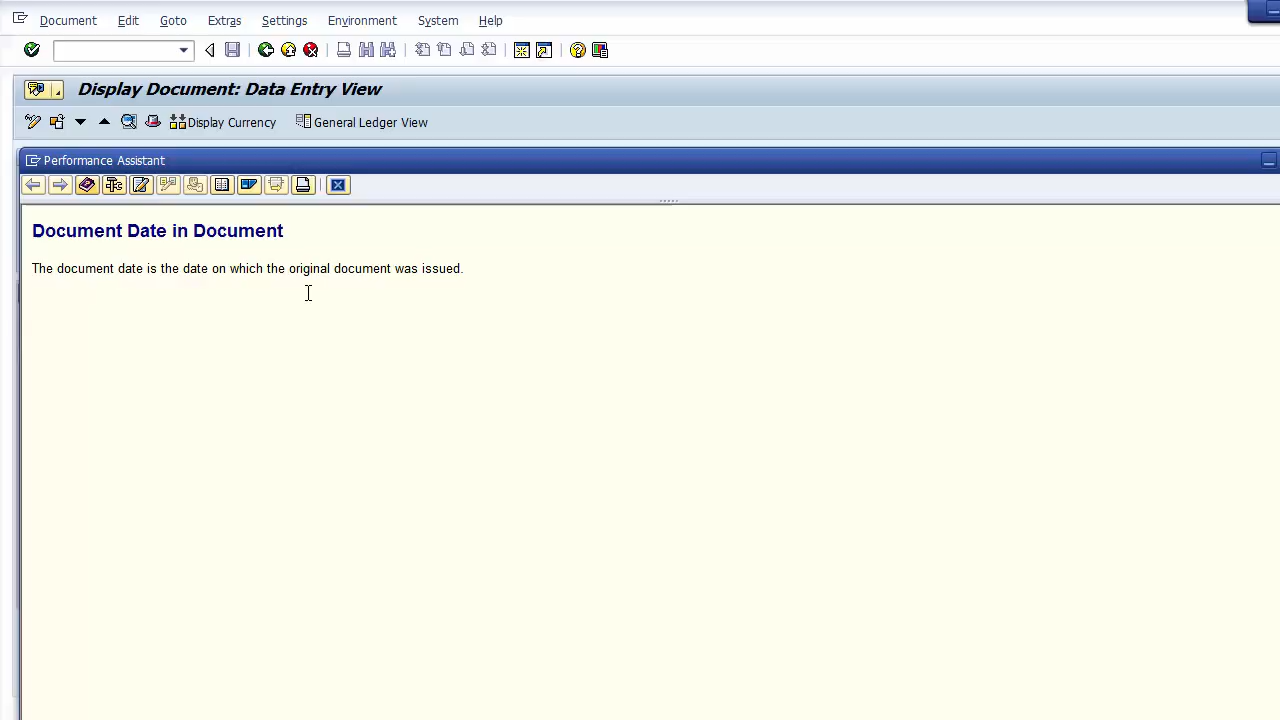 Document Edit Goto Extras Settings Environment System Help
Display Document: Data Entry View
Display Currency General Ledger View
Performance Assistant
Document Date in Document
The document date is the date on which the original document was issued.